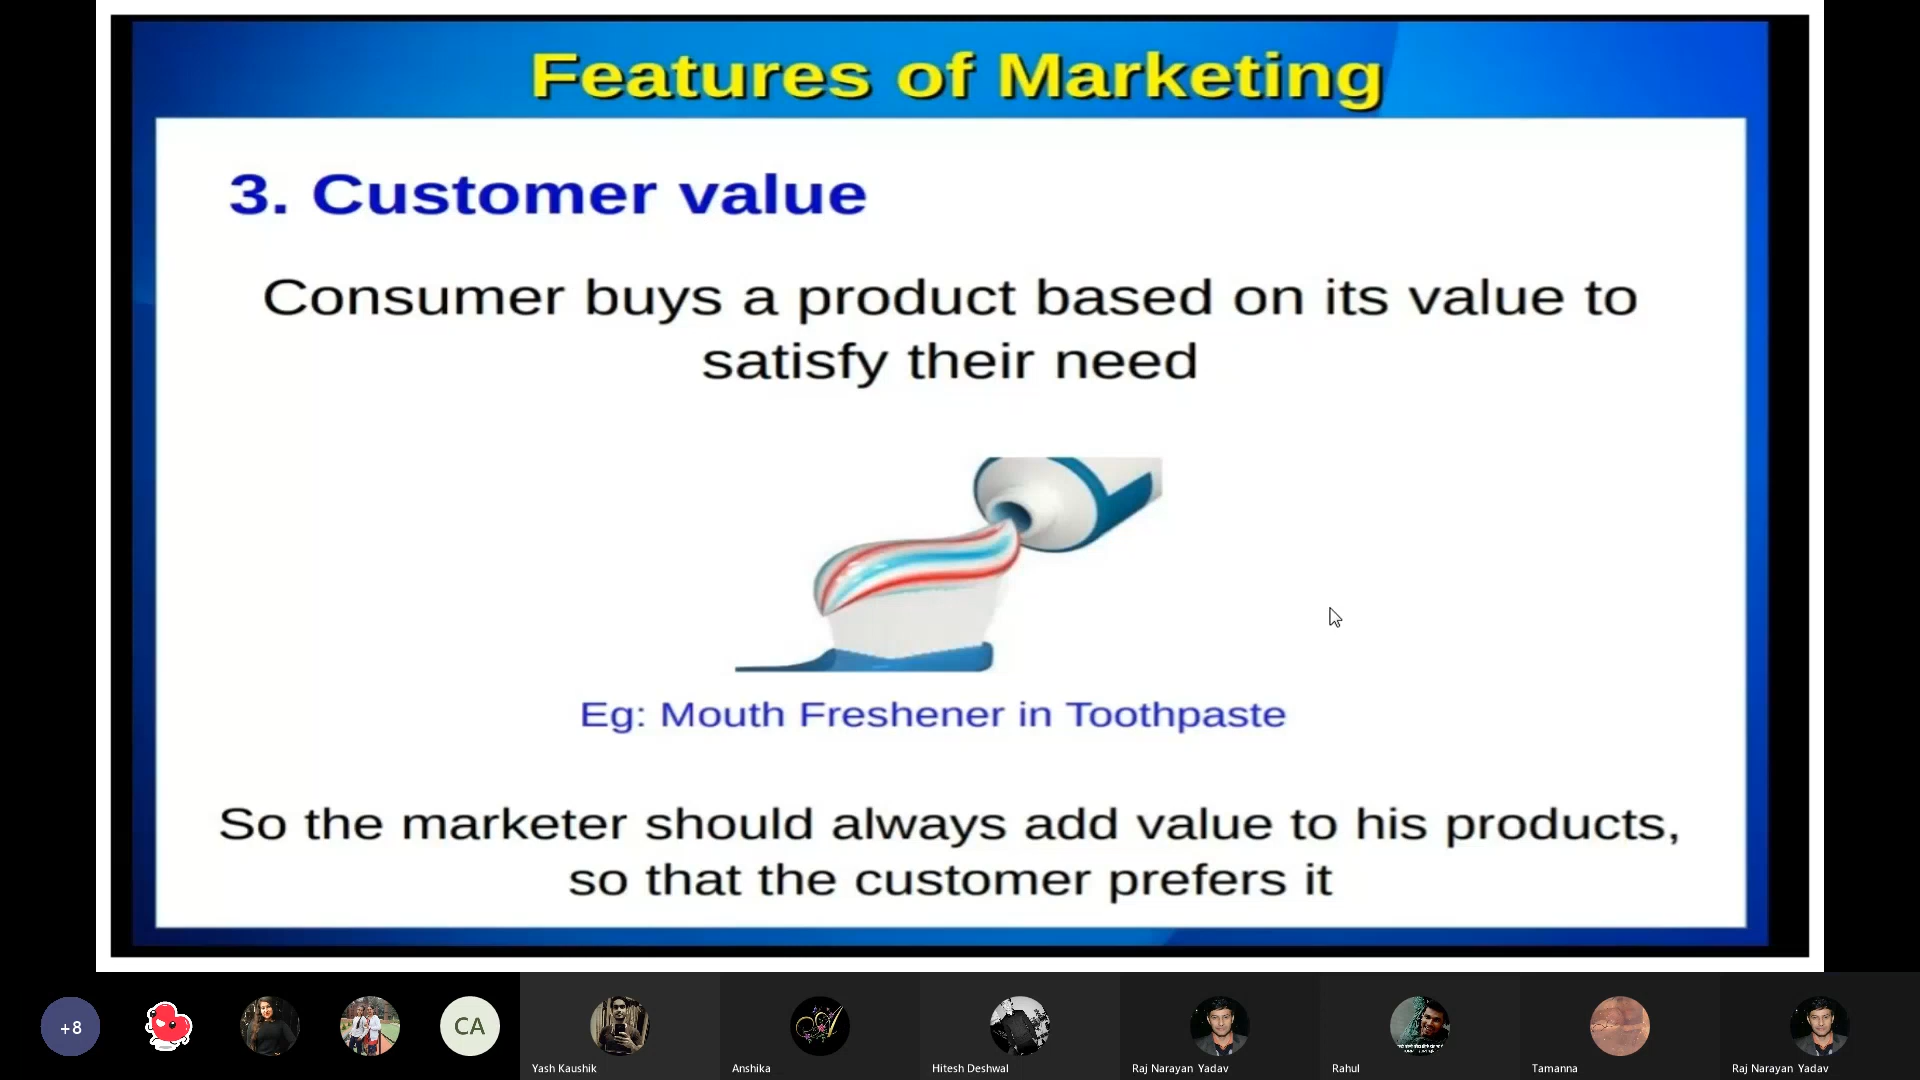 Features of Marketing
3. Customer value
Consumer buys a product based on its value to
satisfy their need
Eg: Mouth Freshener in Toothpaste
So the marketer should always add value to his products,
so that the customer prefers it
+8
CA
Yash Kaushik
Anshika
Hitesh Deshwal
Raj Narayan Yadav
Rahul
Tamanna
Raj Narayan Yadav